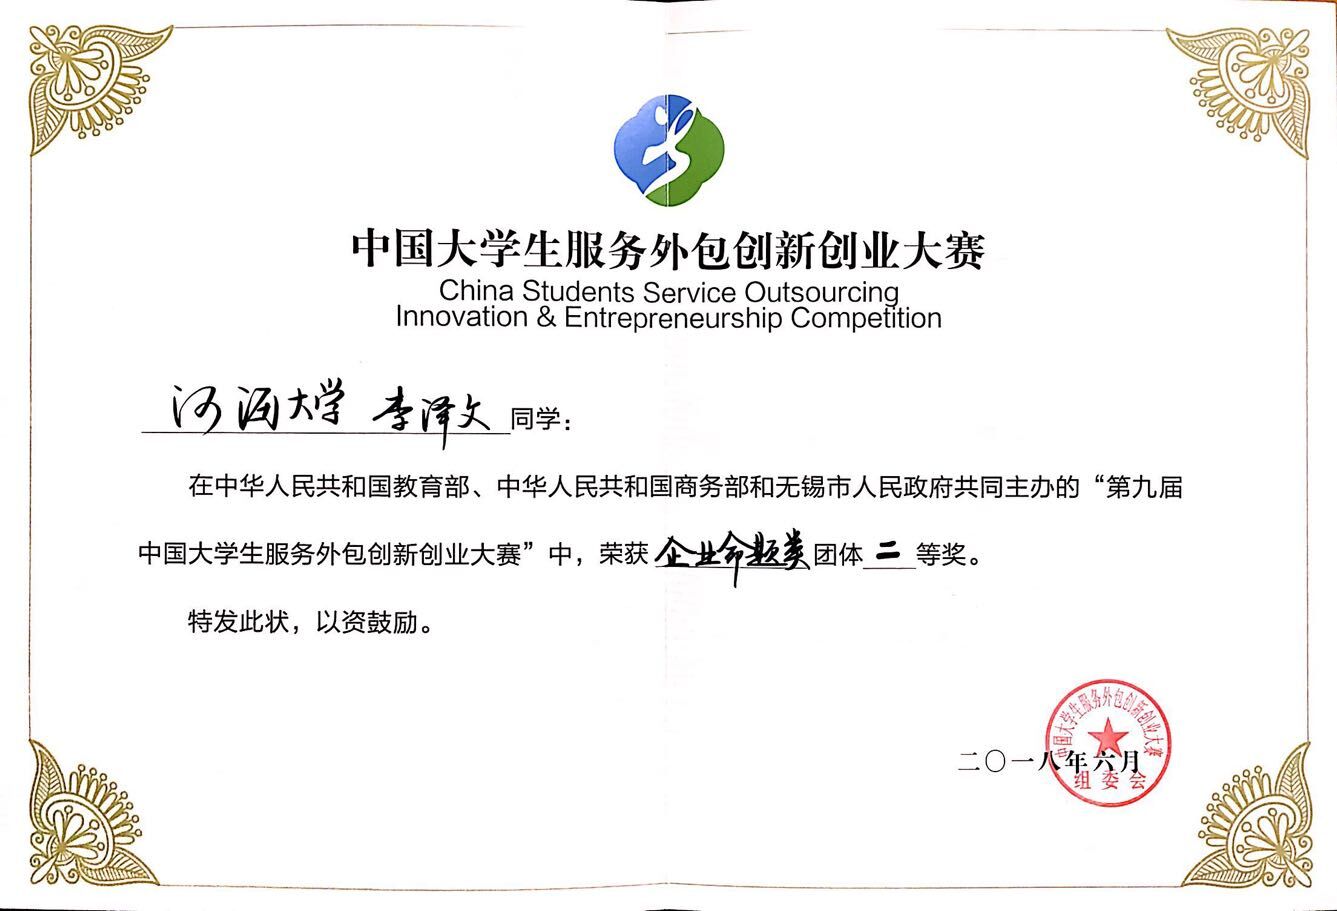 中国大学生服务外包创新创业大赛
China Students Service Outsourcing
Innovation & Entrepreneurship Competition
河海大学 李泽文 同学：
在中华人民共和国教育部、中华人民共和国商务部和无锡市人民政府共同主办的“第九届
中国大学生服务外包创新创业大赛”中，荣获 企业命题类 团体 二 等奖。
特发此状，以资鼓励。
中国大学生服务外包创新创业大赛
二〇一八年六月
组委会